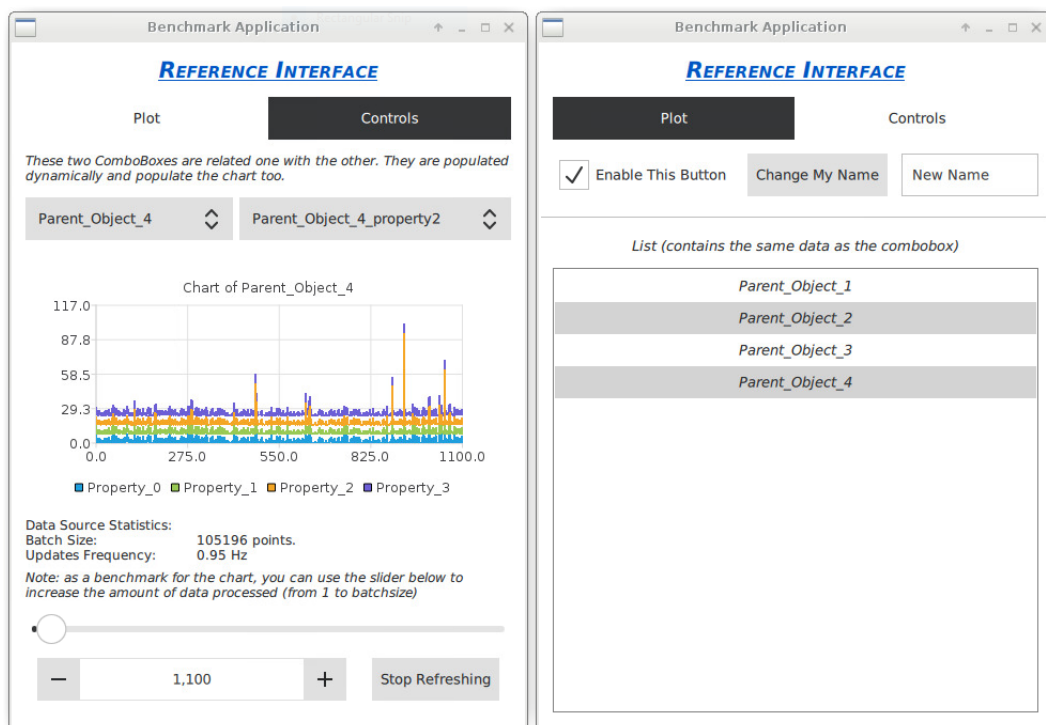 Benchmark Application
REFERENCE INTERFACE
Plot Controls
These two ComboBoxes are related one with the other. They are populated
dynamically and populate the chart too.
Parent_Object_4 Parent_Object_4_property2
Chart of Parent_Object_4
117.0
87.8
58.5
29.3
0.0
0.0 275.0 550.0 825.0 1100.0
Property_0 Property_1 Property_2 Property_3
Data Source Statistics:
Batch Size: 105196 points.
Updates Frequency: 0.95 Hz
Note: as a benchmark for the chart, you can use the slider below to
increase the amount of data processed (from 1 to batchsize)
− 1,100 + Stop Refreshing
Benchmark Application
REFERENCE INTERFACE
Plot Controls
Enable This Button Change My Name New Name
List (contains the same data as the combobox)
Parent_Object_1
Parent_Object_2
Parent_Object_3
Parent_Object_4